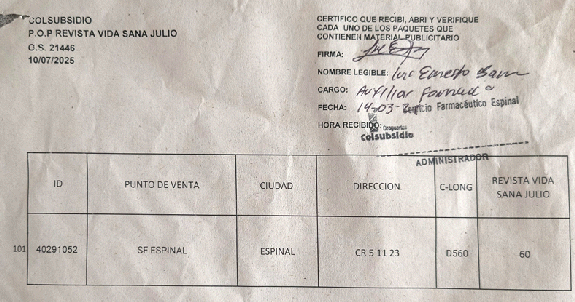 COLSUBSIDIO
P.O.P REVISTA VIDA SANA JULIO
O.S. 21446
10/07/2025
CERTIFICO QUE RECIBI, ABRI Y VERIFIQUE
CADA UNO DE LOS PAQUETES QUE
CONTIENEN MATERIAL PUBLICITARIO
FIRMA:
NOMBRE LEGIBLE: Luis Ernesto
CARGO: Auxiliar
FECHA: 14-03- Servicio Farmacéutico Espinal
HORA RECIBIDO:
Colsubsidio
ADMINISTRADOR
ID PUNTO DE VENTA CIUDAD DIRECCION C-LONG REVISTA VIDA
SANA JULIO
101 40291052 SF ESPINAL ESPINAL CR 5 11 23 D560 60